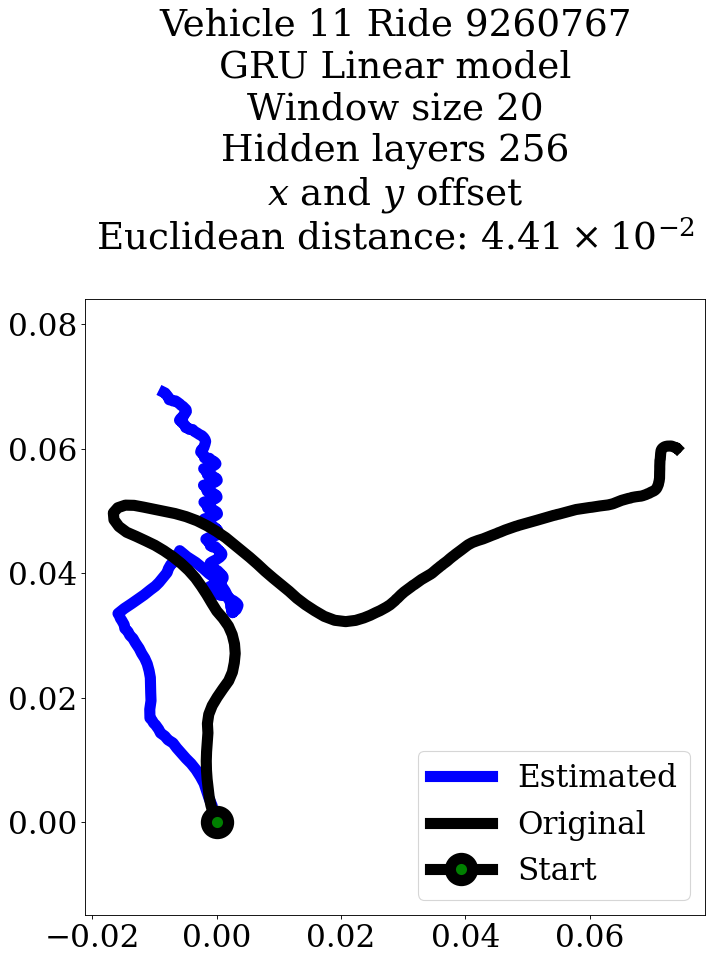 Vehicle 11 Ride 9260767
GRU Linear model
Window size 20
Hidden layers 256
x and y offset
Euclidean distance: 4.41 × 10⁻²
0.08
0.06
0.04
0.02
0.00
−0.02 0.00 0.02 0.04 0.06
Estimated
Original
Start